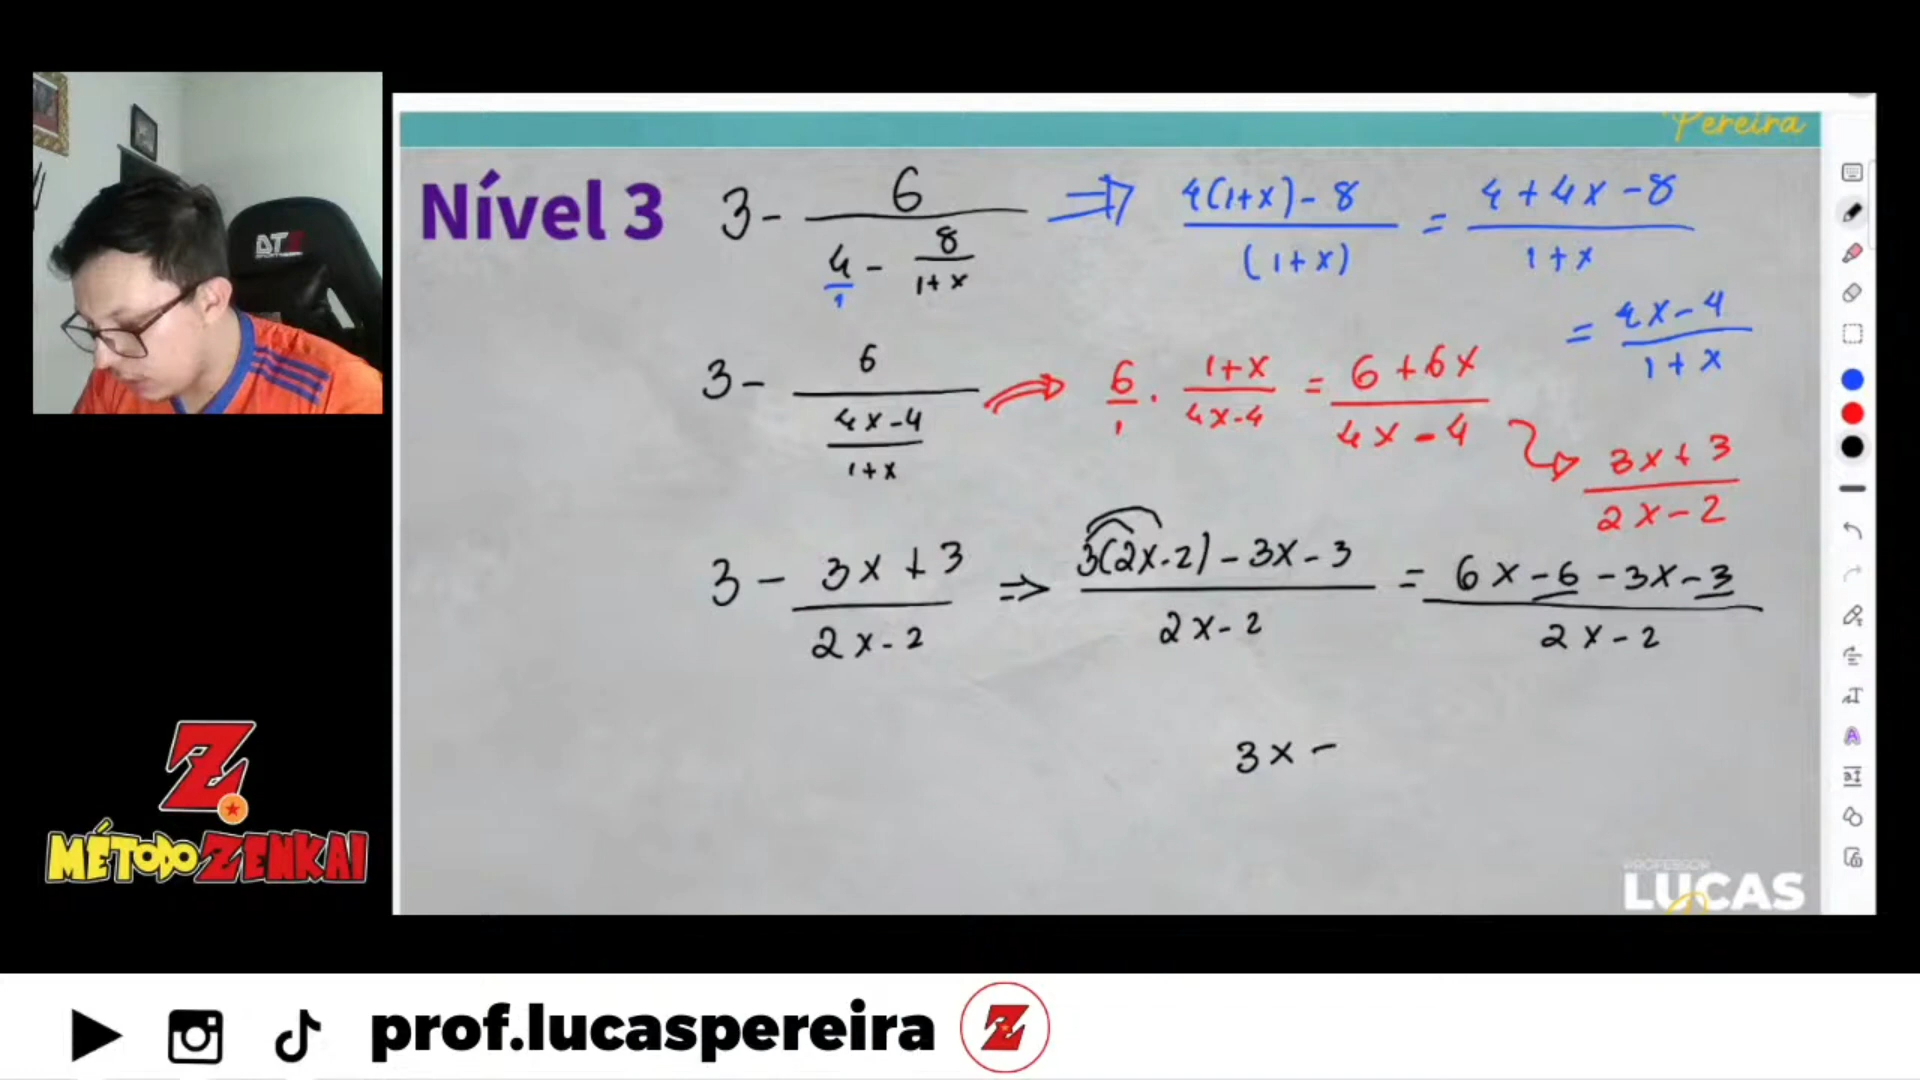 Pereira
Nível 3
3 - 6 / (4/1 - 8/(1+x)) ⇒ (4(1+x) - 8) / (1+x) = (4 + 4x - 8) / (1+x)
= (4x - 4) / (1 + x)
3 - 6 / ((4x-4)/(1+x)) ⇒ 6/1 · (1+x)/(4x-4) = (6+6x)/(4x-4)
(3x+3)/(2x-2)
3 - (3x+3)/(2x-2) ⇒ (3(2x-2) - 3x - 3)/(2x-2) = (6x - 6 - 3x - 3)/(2x-2)
3x -
DT3
Z
MÉTODO ZENKAI
PROFESSOR
LUCAS
prof.lucaspereira
Z